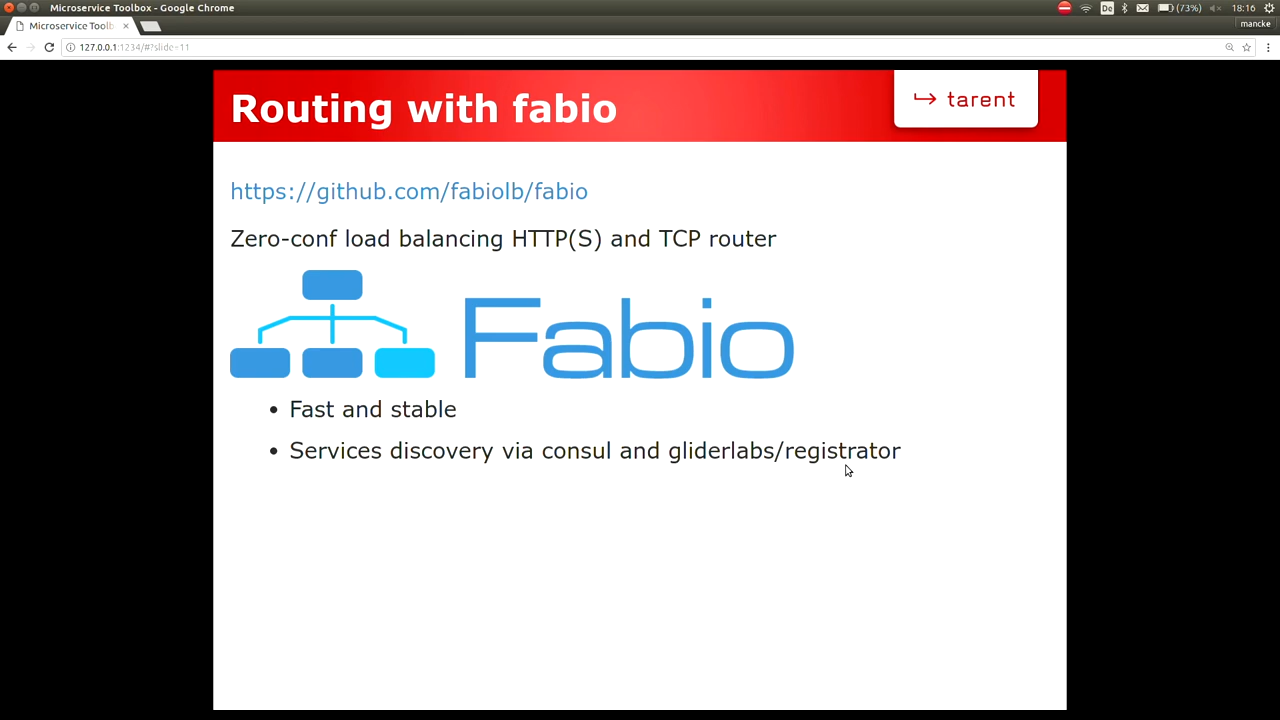 Microservice Toolbox - Google Chrome
De
(73%)
18:16
Microservice Toolb
mancke
127.0.0.1:1234/#?slide=11
Routing with fabio
tarent
https://github.com/fabiolb/fabio
Zero-conf load balancing HTTP(S) and TCP router
Fabio
• Fast and stable
• Services discovery via consul and gliderlabs/registrator